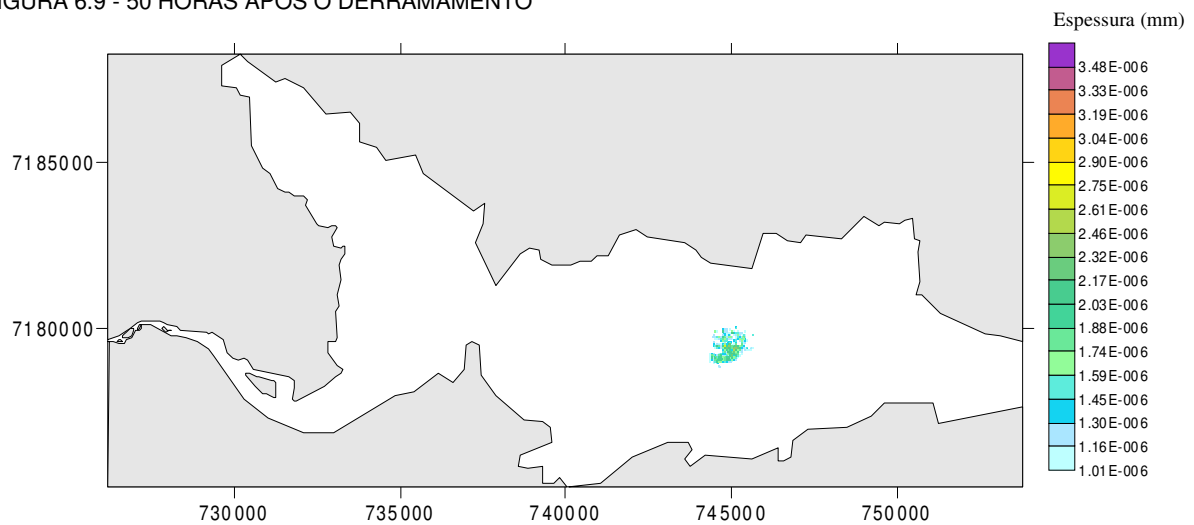 IGURA 6.9 - 50 HORAS APÓS O DERRAMAMENTO
Espessura (mm)
3.48E-006
3.33E-006
3.19E-006
3.04E-006
2.90E-006
2.75E-006
2.61E-006
2.46E-006
2.32E-006
2.17E-006
2.03E-006
1.88E-006
1.74E-006
1.59E-006
1.45E-006
1.30E-006
1.16E-006
1.01E-006
7185000
7180000
730000 735000 740000 745000 750000